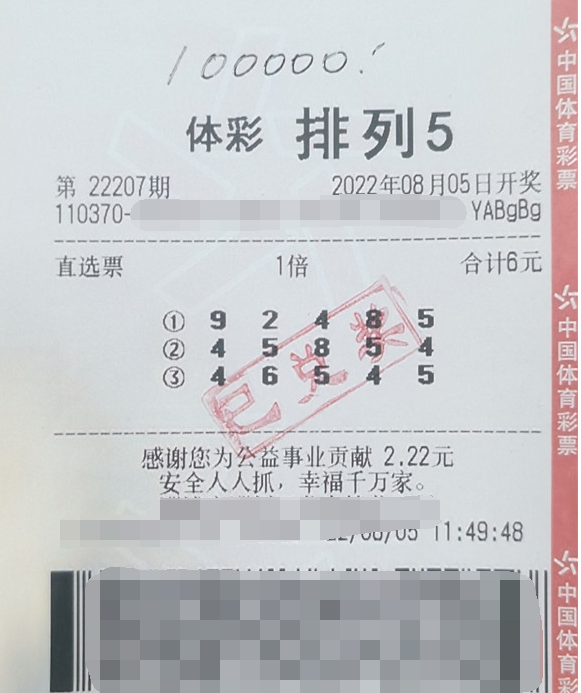 100000.
体彩 排列5
第 22207期 2022年08月05日开奖
110370- YABgBg
直选票 1倍 合计6元
① 9 2 4 8 5
② 4 5 8 5 4
③ 4 6 5 4 5
已兑奖
感谢您为公益事业贡献 2.22元
安全人人抓，幸福千万家。
22/08/05 11:49:48
中国体育彩票
中国体育彩票
中国体育彩